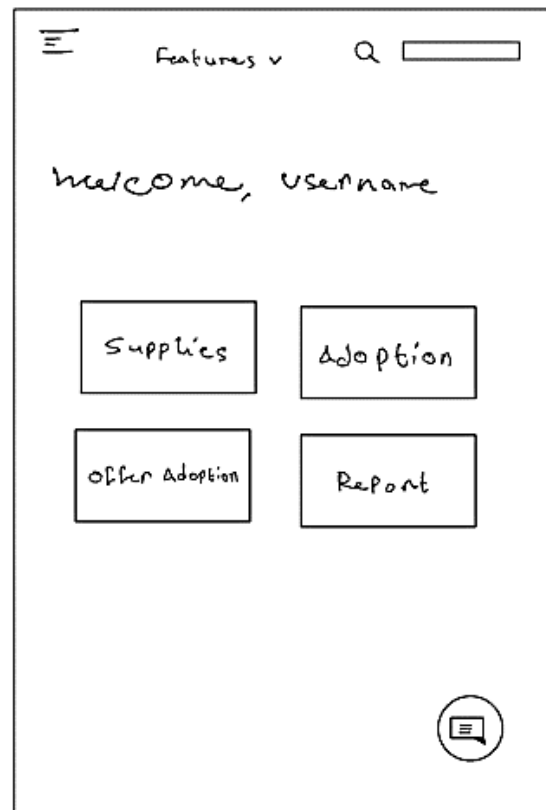 Features v
Welcome, username
Supplies
Adoption
Offer Adoption
Report